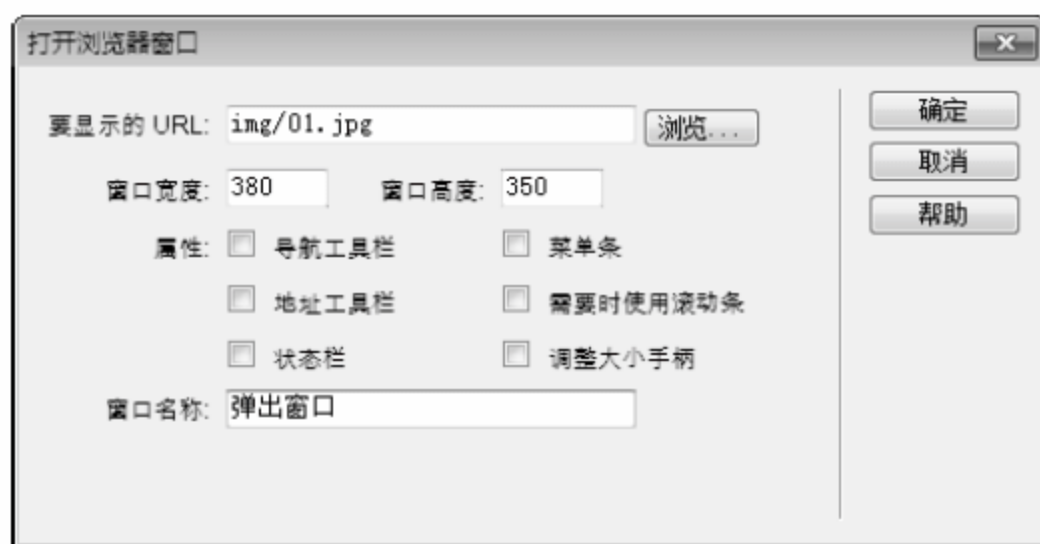 打开浏览器窗口
要显示的 URL: img/01.jpg 浏览... 确定
取消
窗口宽度: 380 窗口高度: 350 帮助
属性: 导航工具栏 菜单条
地址工具栏 需要时使用滚动条
状态栏 调整大小手柄
窗口名称: 弹出窗口